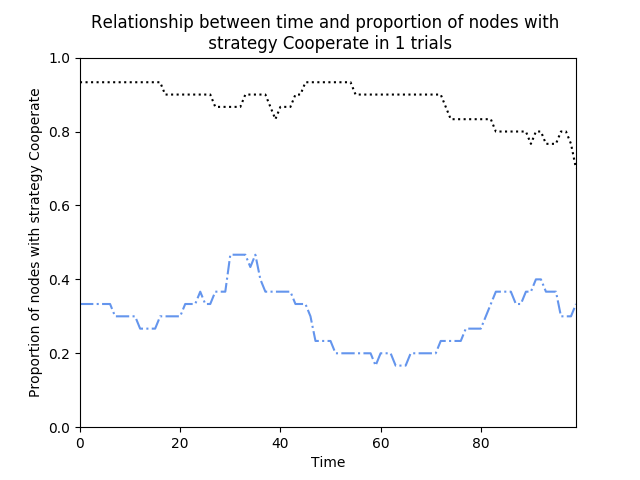 Relationship between time and proportion of nodes with
strategy Cooperate in 1 trials
1.0
0.8
0.6
0.4
0.2
0.0
Proportion of nodes with strategy Cooperate
0 20 40 60 80
Time